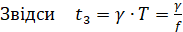 Звідси t₃ = γ · T = γ/f